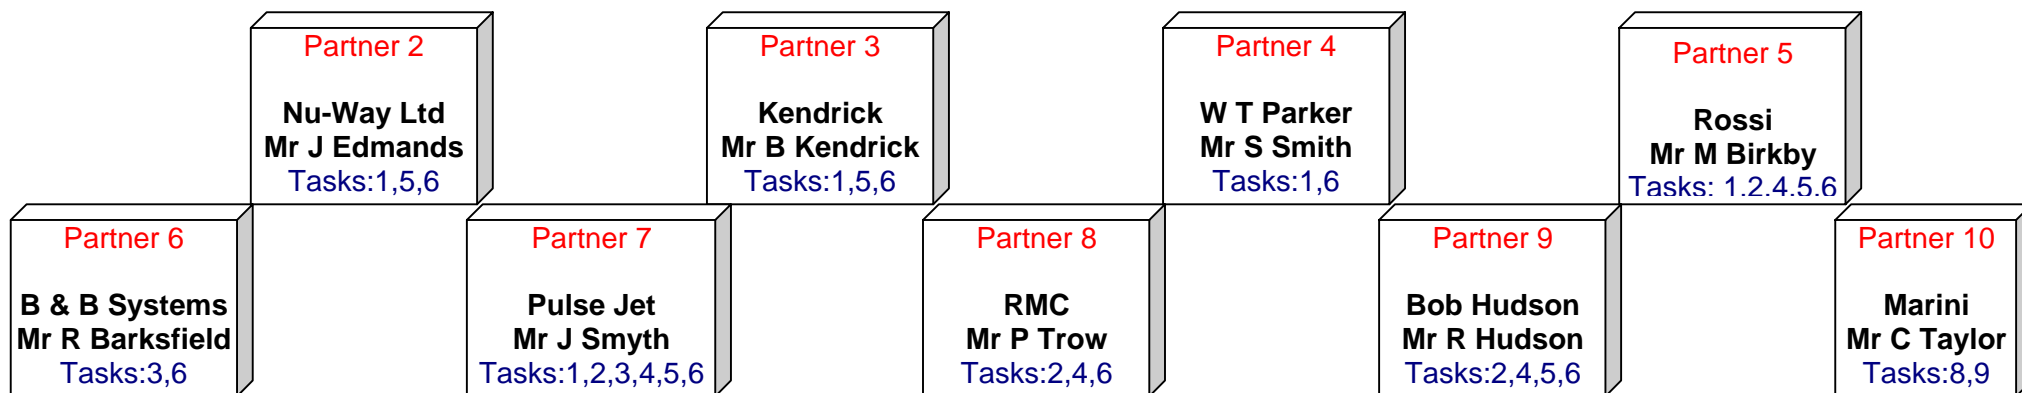 Partner 2
Nu-Way Ltd
Mr J Edmands
Tasks:1,5,6
Partner 3
Kendrick
Mr B Kendrick
Tasks:1,5,6
Partner 4
W T Parker
Mr S Smith
Tasks:1,6
Partner 5
Rossi
Mr M Birkby
Tasks: 1,2,4,5,6
Partner 6
B & B Systems
Mr R Barksfield
Tasks:3,6
Partner 7
Pulse Jet
Mr J Smyth
Tasks:1,2,3,4,5,6
Partner 8
RMC
Mr P Trow
Tasks:2,4,6
Partner 9
Bob Hudson
Mr R Hudson
Tasks:2,4,5,6
Partner 10
Marini
Mr C Taylor
Tasks:8,9